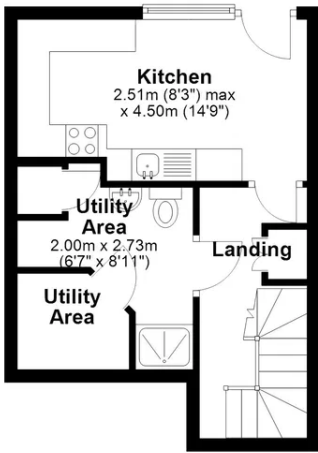 Kitchen
2.51m (8'3") max
x 4.50m (14'9")
Utility
Area
2.00m x 2.73m
(6'7" x 8'11")
Landing
Utility
Area